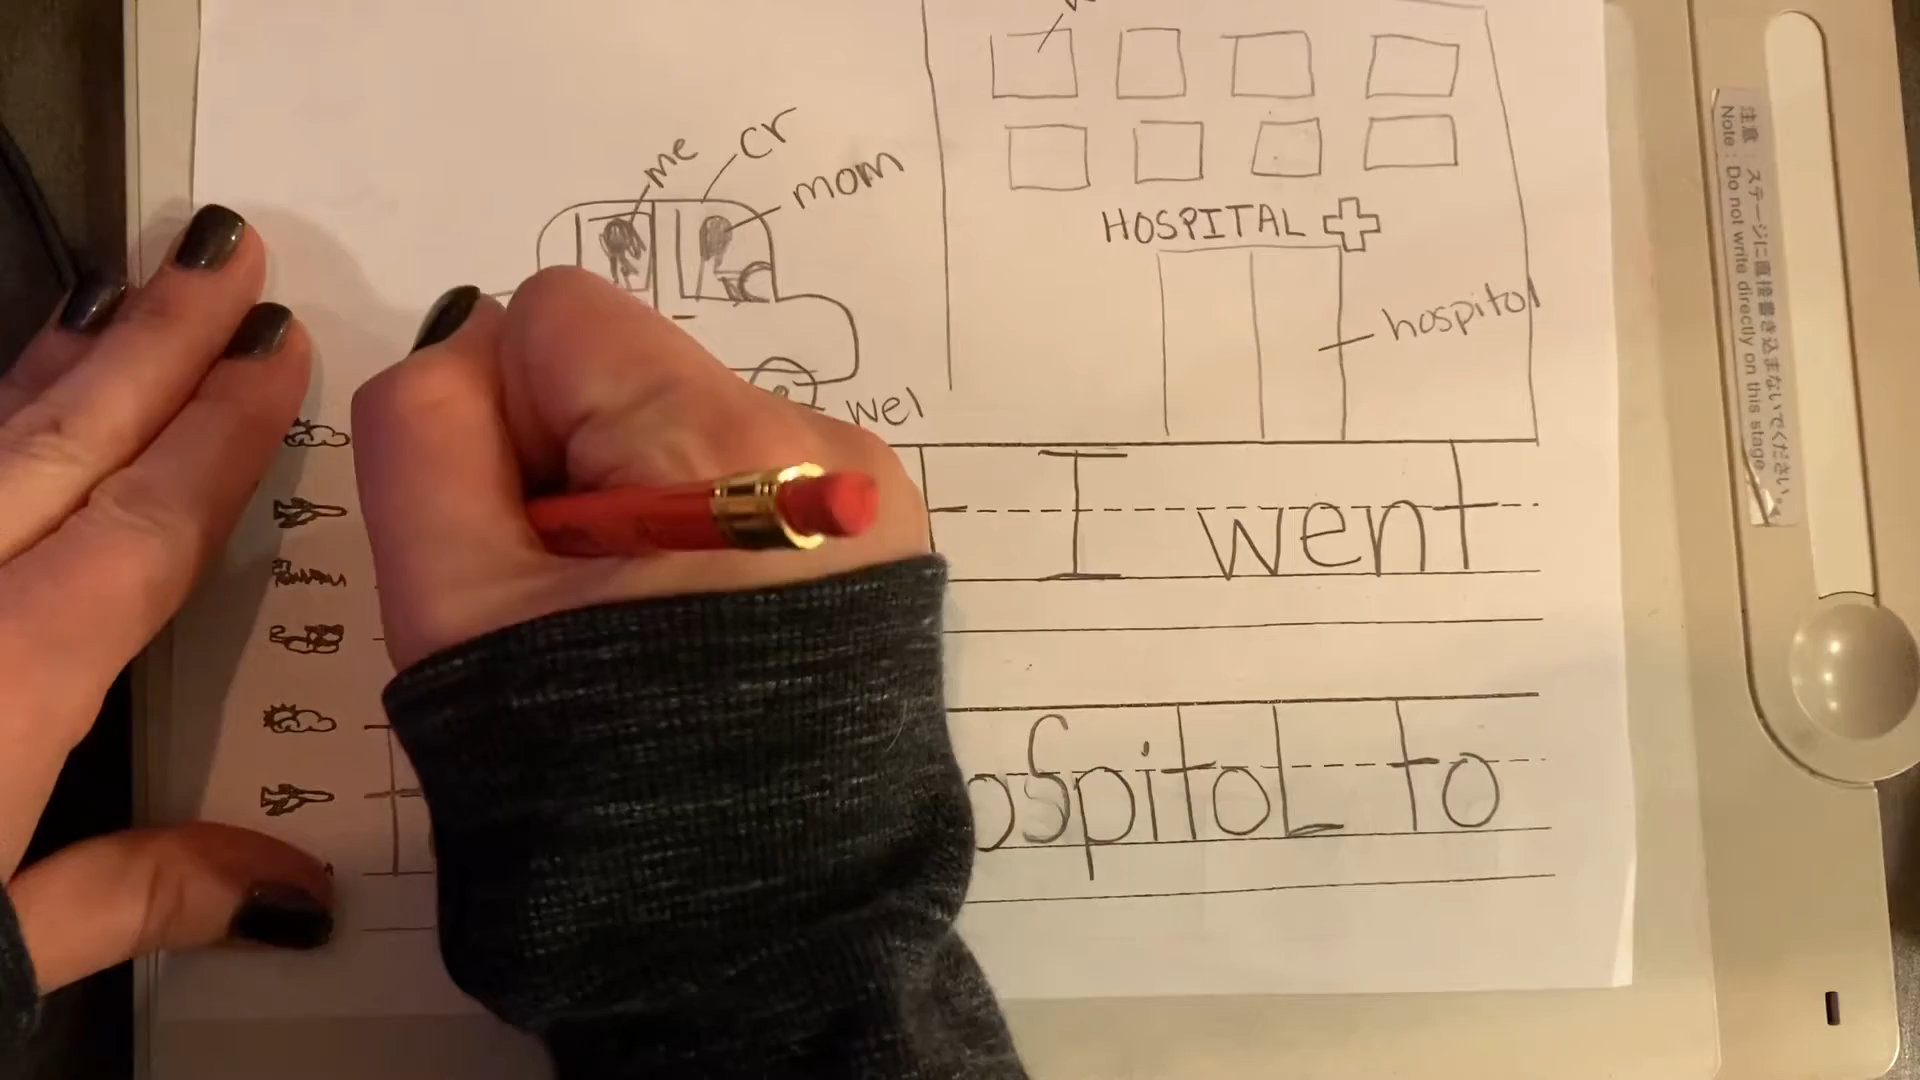 cr
me
mom
HOSPITAL
hospitol
wel
I went
ospitol to
注意：ステージに直接書き込まないでください。
Note : Do not write directly on this stage